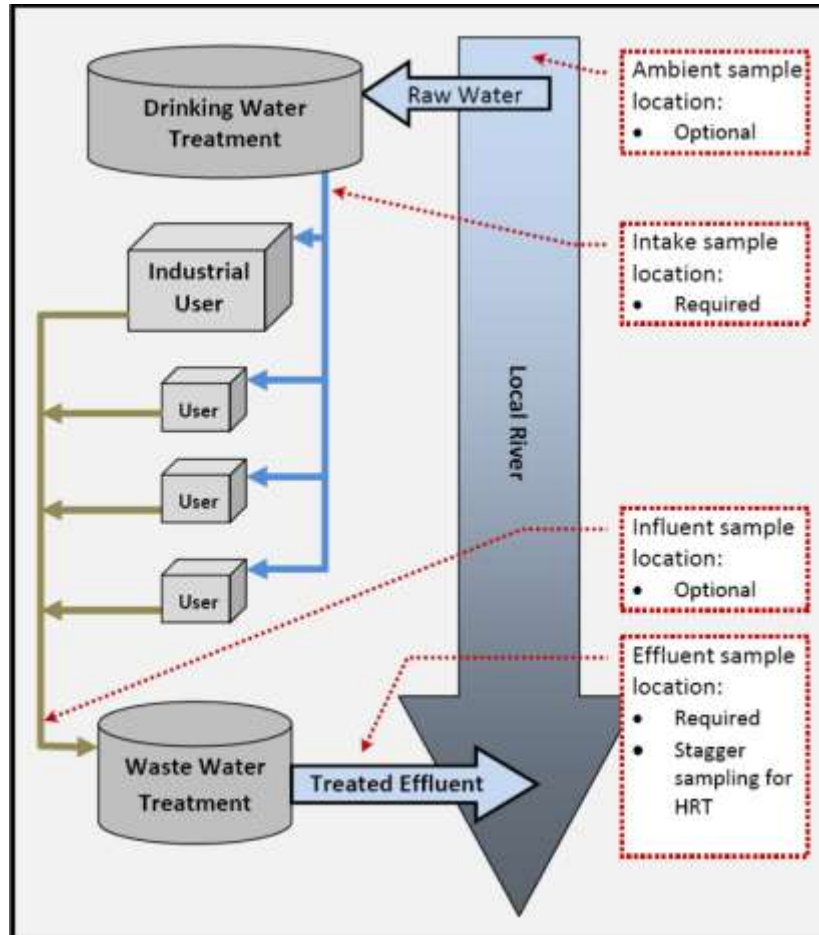 Ambient sample
location:
• Optional
Raw Water
Drinking Water
Treatment
Intake sample
location:
• Required
Industrial
User
User
User
User
Local River
Influent sample
location:
• Optional
Effluent sample
location:
• Required
• Stagger
sampling for
HRT
Waste Water
Treatment
Treated Effluent